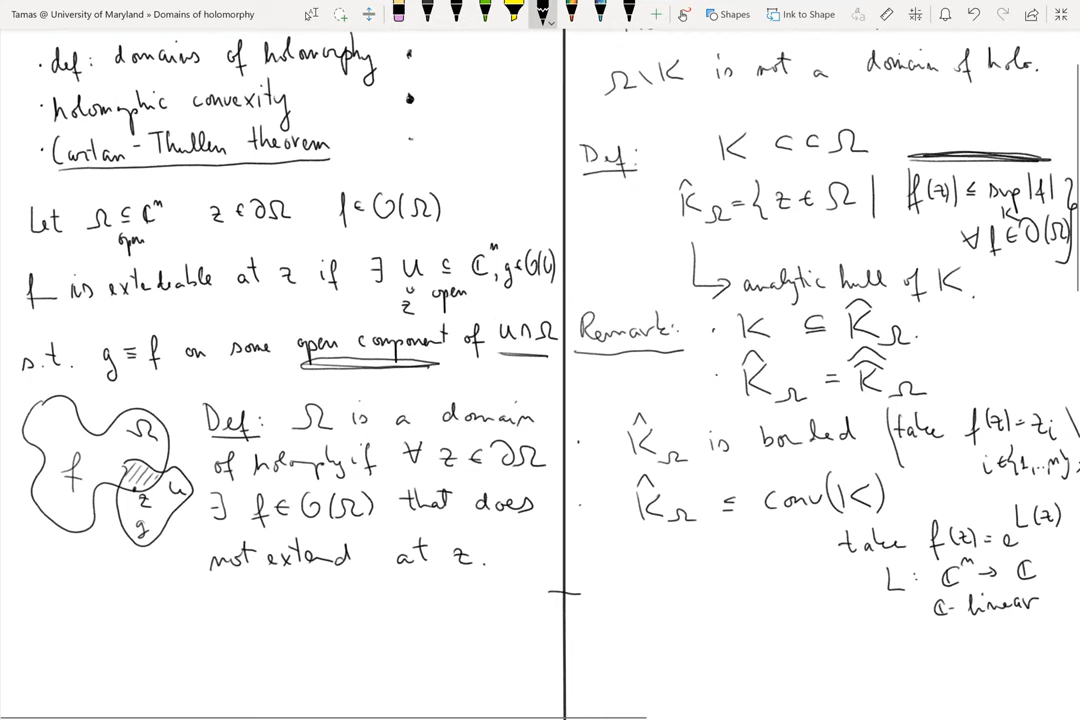 Tamas @ University of Maryland » Domains of holomorphy
Shapes
Ink to Shape
· def: domains of holomorphy
· holomorphic convexity
· Cartan-Thullen theorem
Let Ω ⊆ ℂⁿ z ∈ ∂Ω f ∈ O(Ω)
open
f is extendable at z if ∃ U ⊆ ℂⁿ, g ∈ O(U)
z open
s.t. g ≡ f on some open component of U∩Ω
Ω
f
z
U
g
Def: Ω is a domain
of holomphy if ∀ z ∈ ∂Ω
∃ f ∈ O(Ω) that does
not extend at z.
Ω\K is not a domain of holo.
Def: K ⊂⊂ Ω
K̂_Ω = { z ∈ Ω | |f(z)| ≤ sup |f|
K
∀ f ∈ O(Ω) }
↳ analytic hull of K.
Remark: · K ⊆ K̂_Ω.
· K̂_Ω = K̂̂_Ω
· K̂_Ω is bounded (take f(z) = z_i
i ∈ {1,...n}
· K̂_Ω ⊆ conv(K)
take f(z) = e^{L(z)}
L: ℂⁿ → ℂ
ℂ-linear